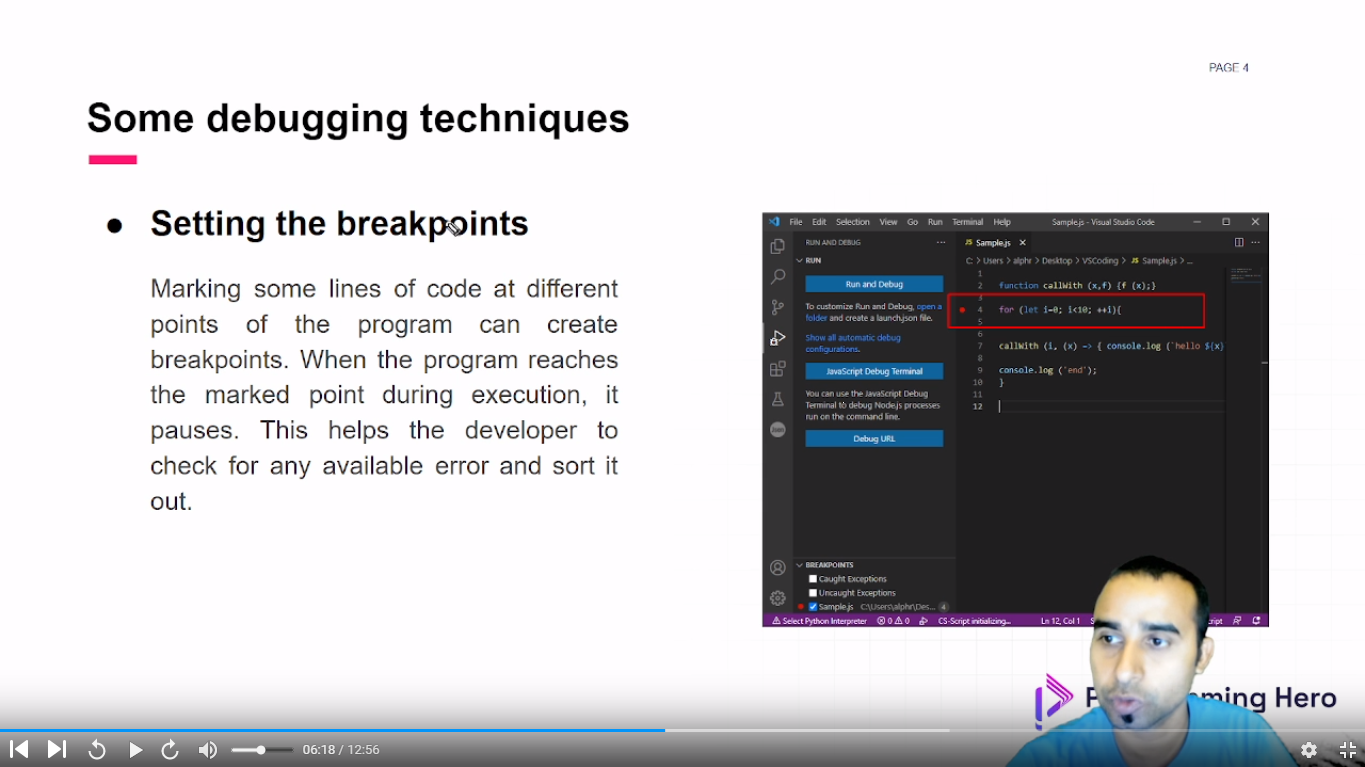 PAGE 4
Some debugging techniques
● Setting the breakpoints
Marking some lines of code at different
points of the program can create
breakpoints. When the program reaches
the marked point during execution, it
pauses. This helps the developer to
check for any available error and sort it
out.
File Edit Selection View Go Run Terminal Help
Sample.js - Visual Studio Code
RUN AND DEBUG
RUN
Run and Debug
To customize Run and Debug, open a
folder and create a launch.json file.
Show all automatic debug
configurations.
JavaScript Debug Terminal
You can use the JavaScript Debug
Terminal to debug Node.js processes
run on the command line.
Debug URL
BREAKPOINTS
Caught Exceptions
Uncaught Exceptions
Sample.js C:\Users\alphr\Des... 4
JS Sample.js
C: > Users > alphr > Desktop > VSCoding > JS Sample.js > ...
1
2 function callWith (x,f) {f (x);}
3
4 for (let i=0; i<10; ++i){
5
6
7 callWith (i, (x) => { console.log (`hello ${x}
8
9 console.log ('end');
10 }
11
12
Select Python Interpreter 0 0 CS-Script initializing... Ln 12, Col 1
Hero
06:18 / 12:56